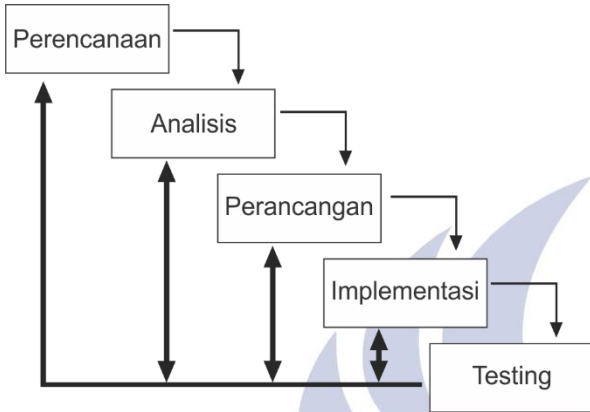 Perencanaan
Analisis
Perancangan
Implementasi
Testing